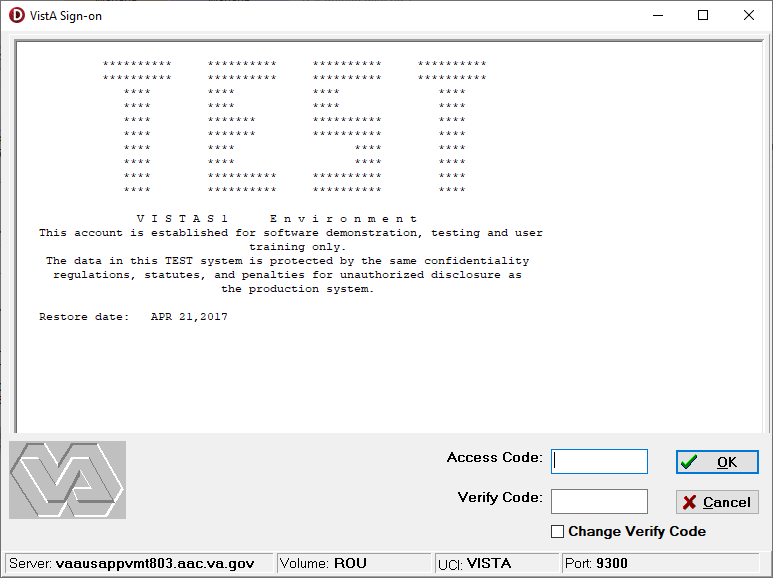 VistA Sign-on
**********     **********     **********     **********
**********     **********     **********     **********
****        ****           ****              ****
****        ****           ****              ****
****        *******        **********        ****
****        *******        **********        ****
****        ****                 ****        ****
****        ****                 ****        ****
****        **********     **********        ****
****        **********     **********        ****
V I S T A S 1      E n v i r o n m e n t
This account is established for software demonstration, testing and user
training only.
The data in this TEST system is protected by the same confidentiality
regulations, statutes, and penalties for unauthorized disclosure as
the production system.
Restore date:   APR 21,2017
Access Code:
OK
Verify Code:
Cancel
Change Verify Code
Server: vaausappvmt803.aac.va.gov Volume: ROU UCI: VISTA Port: 9300